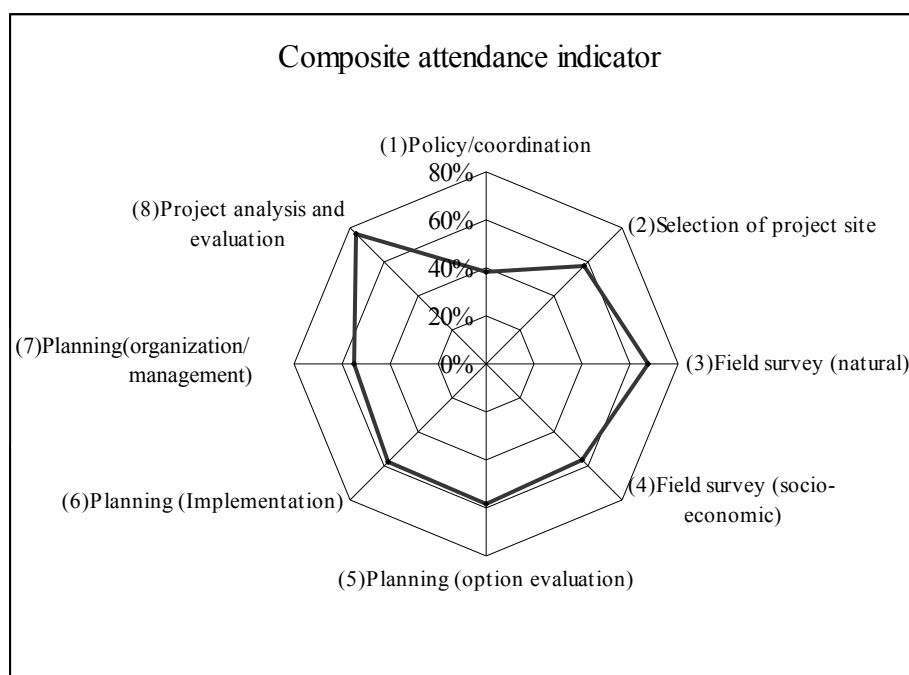 Composite attendance indicator
(1)Policy/coordination
80%
60%
40%
20%
0%
(2)Selection of project site
(3)Field survey (natural)
(4)Field survey (socio-
economic)
(5)Planning (option evaluation)
(6)Planning (Implementation)
(7)Planning(organization/
management)
(8)Project analysis and
evaluation